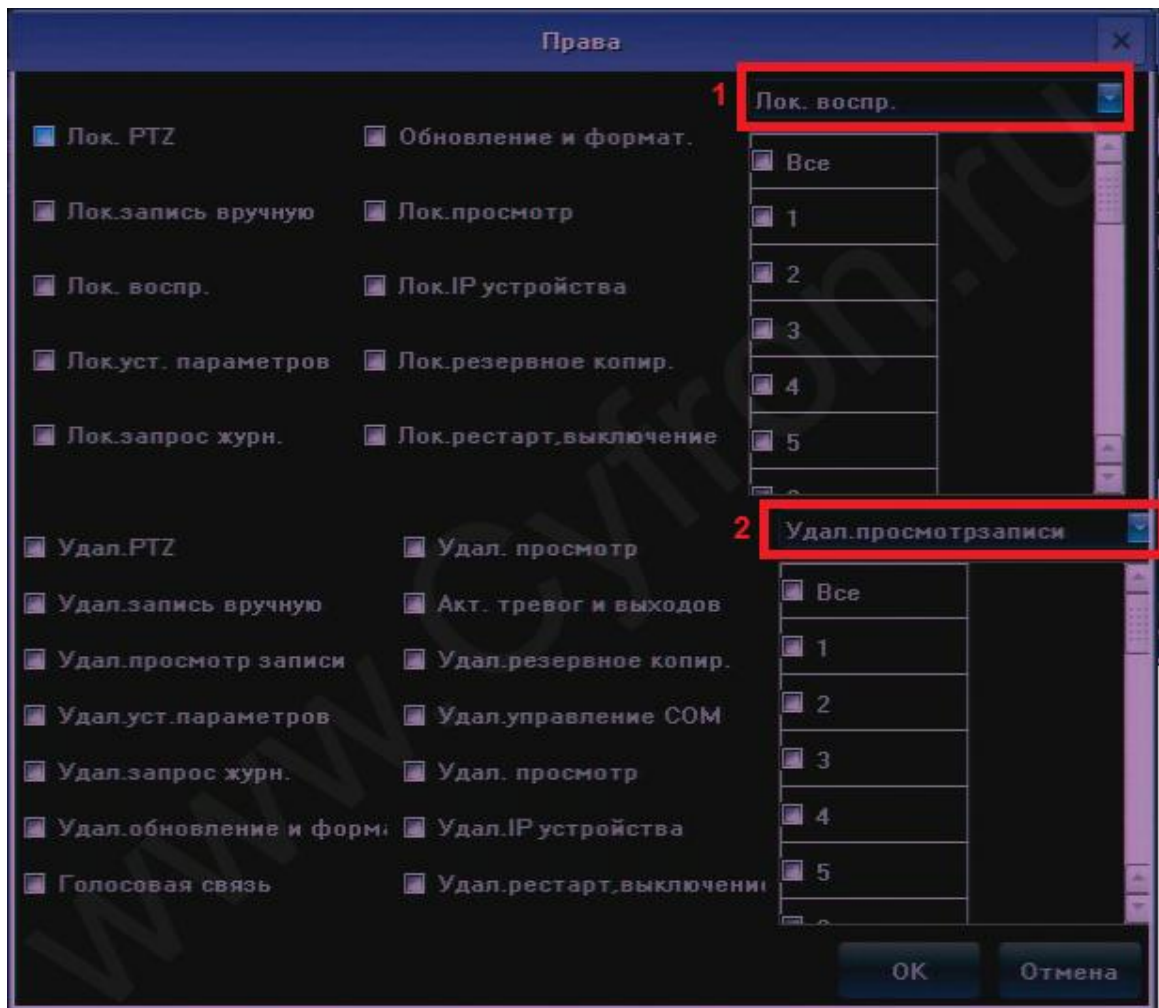 Права
1
Лок. воспр.
Лок. PTZ
Обновление и формат.
Все
Лок.запись вручную
Лок.просмотр
1
Лок. воспр.
Лок.IP устройства
2
3
Лок.уст. параметров
Лок.резервное копир.
4
Лок.запрос журн.
Лок.рестарт,выключение
5
2
Удал.просмотрзаписи
Удал.PTZ
Удал. просмотр
Все
Удал.запись вручную
Акт. тревог и выходов
1
Удал.просмотр записи
Удал.резервное копир.
2
Удал.уст.параметров
Удал.управление COM
3
Удал.запрос журн.
Удал. просмотр
4
Удал.обновление и форм
Удал.IP устройства
5
Голосовая связь
Удал.рестарт,выключени
OK
Отмена
www.Cyfron.ru